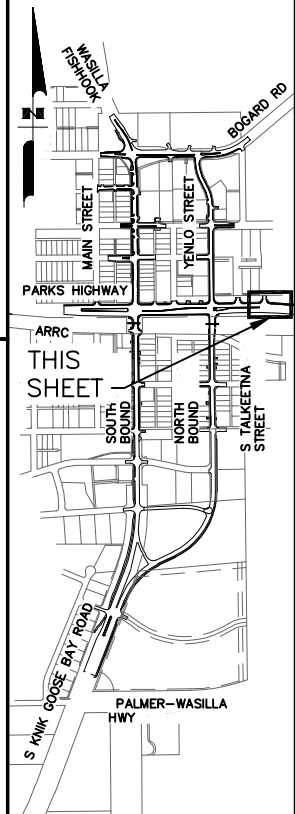 WASILLA
FISHHOOK
N
BOGARD RD
MAIN STREET
YENLO STREET
PARKS HIGHWAY
ARRC
THIS
SHEET
SOUTH
BOUND
NORTH
BOUND
S TALKEETNA
STREET
S KNIK GOOSE BAY ROAD
PALMER-WASILLA
HWY